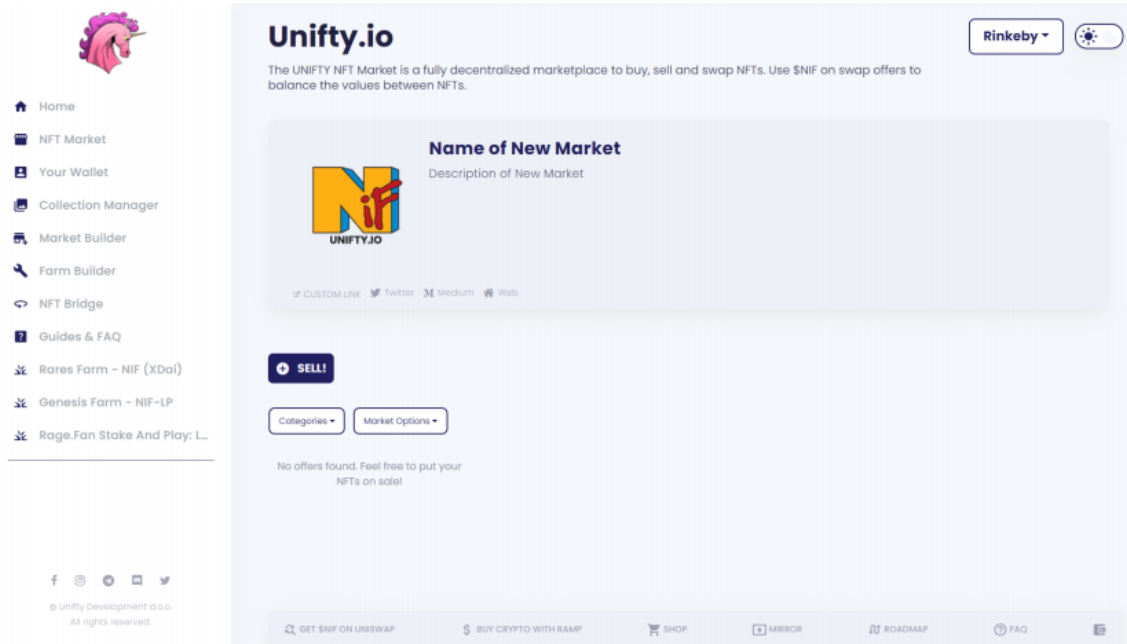 Home
NFT Market
Your Wallet
Collection Manager
Market Builder
Farm Builder
NFT Bridge
Guides & FAQ
Rares Farm - NIF (XDai)
Genesis Farm - NIF-LP
Rage.Fan Stake And Play: L...
© Unifty Development d.o.o.
All rights reserved.
Unifty.io
Rinkeby
The UNIFTY NFT Market is a fully decentralized marketplace to buy, sell and swap NFTs. Use $NIF on swap offers to
balance the values between NFTs.
NiF
UNIFTY.IO
Name of New Market
Description of New Market
CUSTOM LINK Twitter Medium Web
SELL!
Categories Market Options
No offers found. Feel free to put your
NFTs on sale!
GET $NIF ON UNISWAP BUY CRYPTO WITH RAMP SHOP MIRROR ROADMAP FAQ